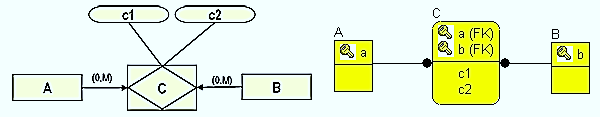 c1 c2
A (0,M) C (0,M) B
A
a
C
a (FK)
b (FK)
c1
c2
B
b